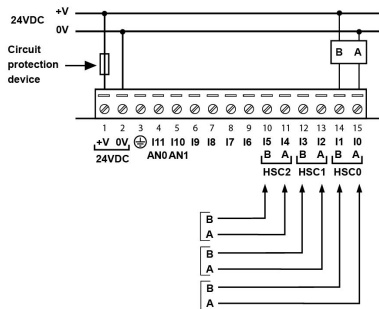 24VDC
+V
0V
Circuit
protection
device
B A
1 2 3 4 5 6 7 8 9 10 11 12 13 14 15
+V 0V I11 I10 I9 I8 I7 I6 I5 I4 I3 I2 I1 I0
24VDC AN0 AN1 B A B A B A
HSC2 HSC1 HSC0
B
A
B
A
B
A